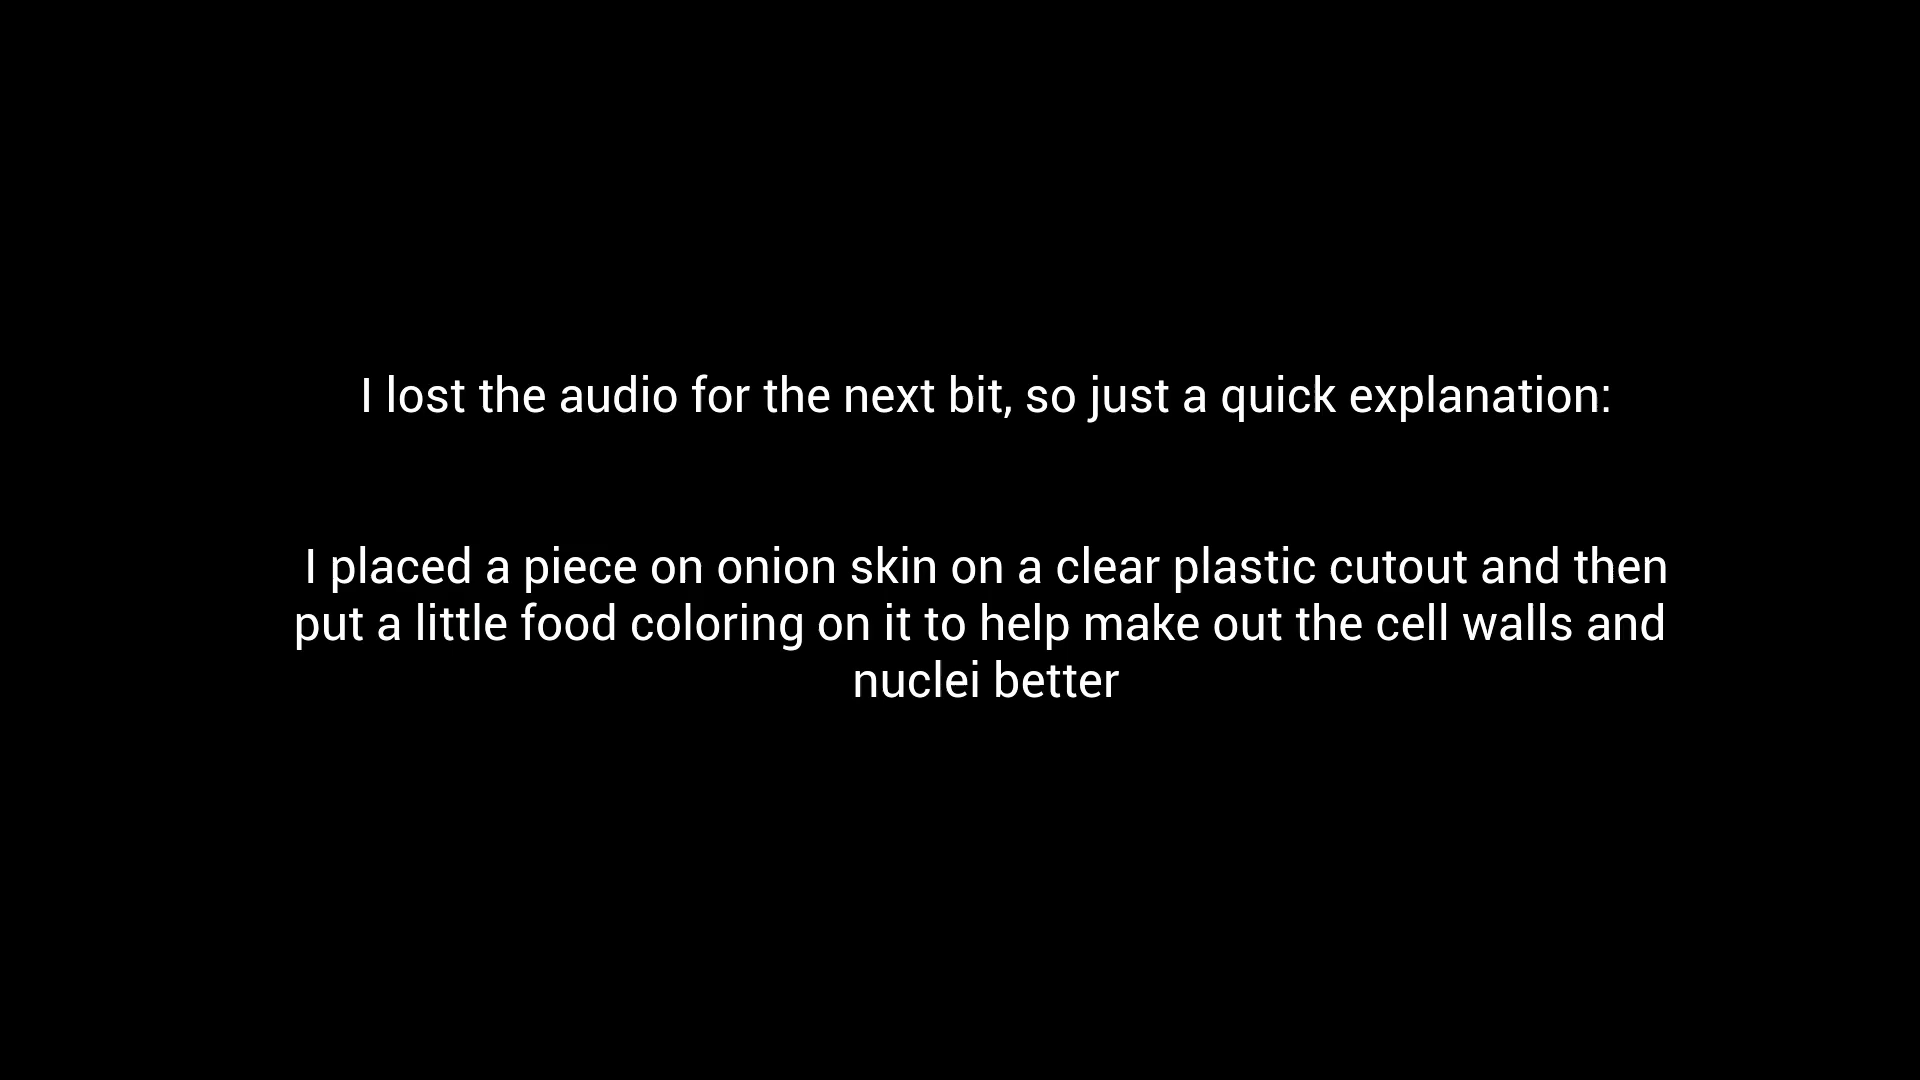 I lost the audio for the next bit, so just a quick explanation:
I placed a piece on onion skin on a clear plastic cutout and then
put a little food coloring on it to help make out the cell walls and
nuclei better